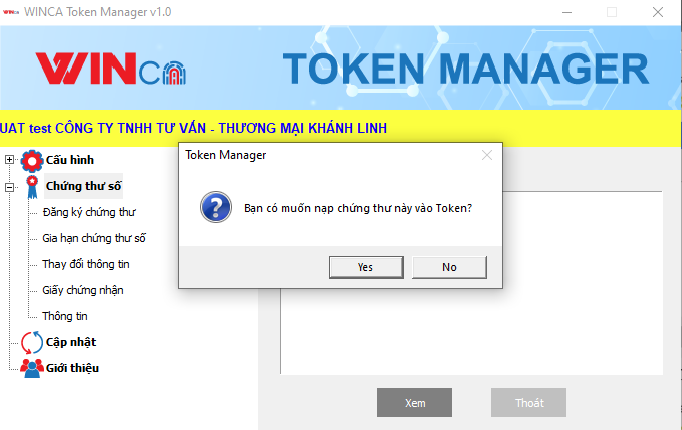 WINCA WINCA Token Manager v1.0
WINCA TOKEN MANAGER
UAT test CÔNG TY TNHH TƯ VẤN - THƯƠNG MẠI KHÁNH LINH
Cấu hình
Chứng thư số
Đăng ký chứng thư
Gia hạn chứng thư số
Thay đổi thông tin
Giấy chứng nhận
Thông tin
Cập nhật
Giới thiệu
Token Manager
Bạn có muốn nạp chứng thư này vào Token?
Yes No
Xem Thoát